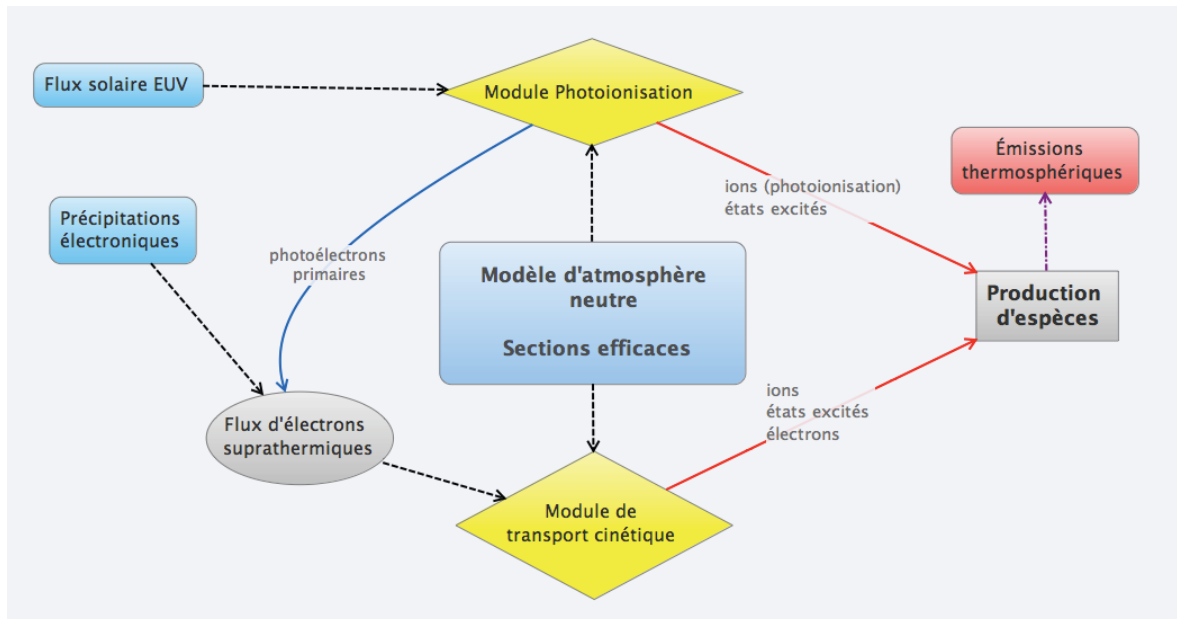 Flux solaire EUV
Module Photoionisation
Émissions
thermosphériques
ions (photoionisation)
états excités
Précipitations
électroniques
photoélectrons
primaires
Modèle d'atmosphère
neutre
Sections efficaces
Production
d'espèces
ions
états excités
électrons
Flux d'électrons
suprathermiques
Module de
transport cinétique